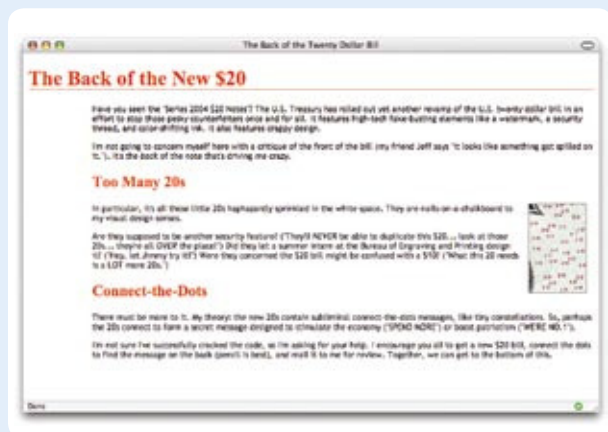 The Back of the Twenty Dollar Bill
The Back of the New $20
Have you seen the "Series 2004 $20 Notes"? The U.S. Treasury has rolled out yet another revamp of the U.S. twenty dollar bill in an
effort to stop those pesky counterfeiters once and for all. It features high-tech fake-busting elements like a watermark, a security
thread, and color-shifting ink. It also features crappy design.
I'm not going to concern myself here with a critique of the front of the bill (my friend Jeff says "it looks like something got spilled on
it."). It's the back of the note that's driving me crazy.
Too Many 20s
In particular, it's all those little 20s haphazardly sprinkled in the white space. They are nails-on-a-chalkboard to
my visual design senses.
Are they supposed to be another security feature? ("They'll NEVER be able to duplicate this $20... look at those
20s... they're all OVER the place!") Did they let a summer intern at the Bureau of Engraving and Printing design
it? ("Hey, let Jimmy try it!") Were they concerned the $20 bill might be confused with a $10? ("What this 20 needs
is a LOT more 20s.")
Connect-the-Dots
There must be more to it. My theory: the new 20s contain subliminal connect-the-dots messages, like tiny constellations. So, perhaps
the 20s connect to form a secret message designed to stimulate the economy ("SPEND MORE") or boost patriotism ("WE'RE NO. 1").
I'm not sure I've successfully cracked the code, so I'm asking for your help. I encourage you all to get a new $20 bill, connect the dots
to find the message on the back (pencil is best), and mail it to me for review. Together, we can get to the bottom of this.
Done